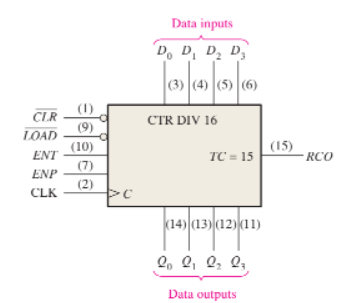 Data inputs
D0 D1 D2 D3
(3) (4) (5) (6)
CLR (1)
LOAD (9)
ENT (10)
ENP (7)
CLK (2)
CTR DIV 16
TC = 15
(15) RCO
C
(14) (13) (12) (11)
Q0 Q1 Q2 Q3
Data outputs